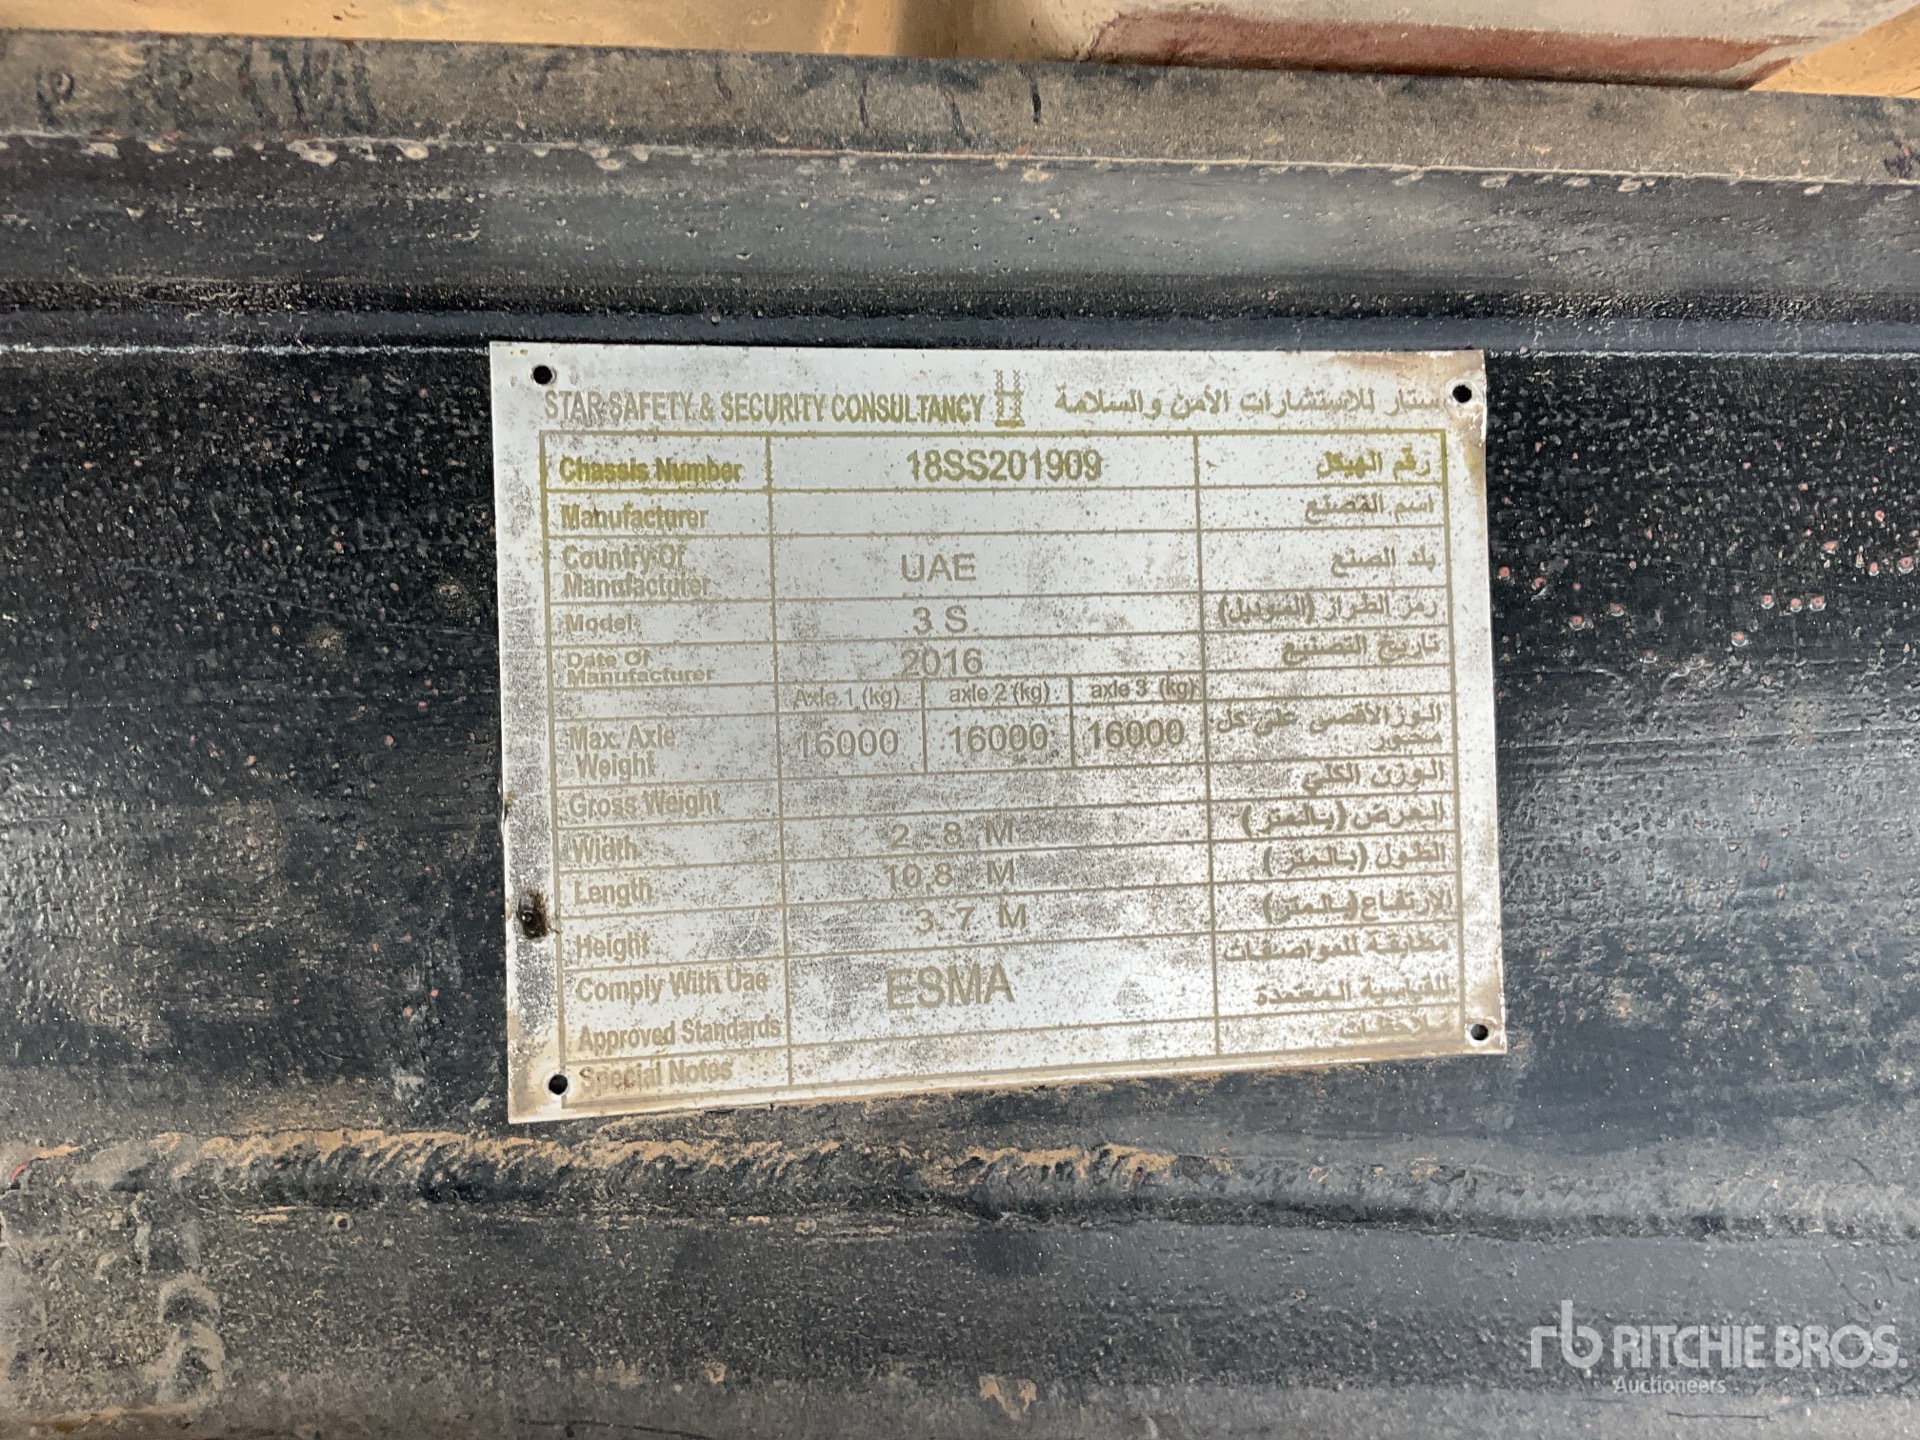 STAR SAFETY & SECURITY CONSULTANCY ستار للاستشارات الأمن والسلامة
Chassis Number 18SS201909 رقم الهيكل
Manufacturer اسم المصنع
Country Of Manufacturer UAE بلد الصنع
Model 3 S رمز الطراز (الموديل)
Date Of Manufacturer 2016 تاريخ التصنيع
Axle 1 (kg) axle 2 (kg) axle 3 (kg)
Max. Axle Weight 16000 16000 16000 الوزر الأقصى على كل محور
Gross Weight الوزن الكلي
Width 2 - 8 M العرض (بالمتر)
Length 10.8 M الطول (بالمتر)
Height 3.7 M الإرتفاع (بالمتر)
Comply With Uae Approved Standards ESMA مطابقة للمواصفات القياسية المعتمدة
Special Notes ملاحظات
rb RITCHIE BROS.
Auctioneers